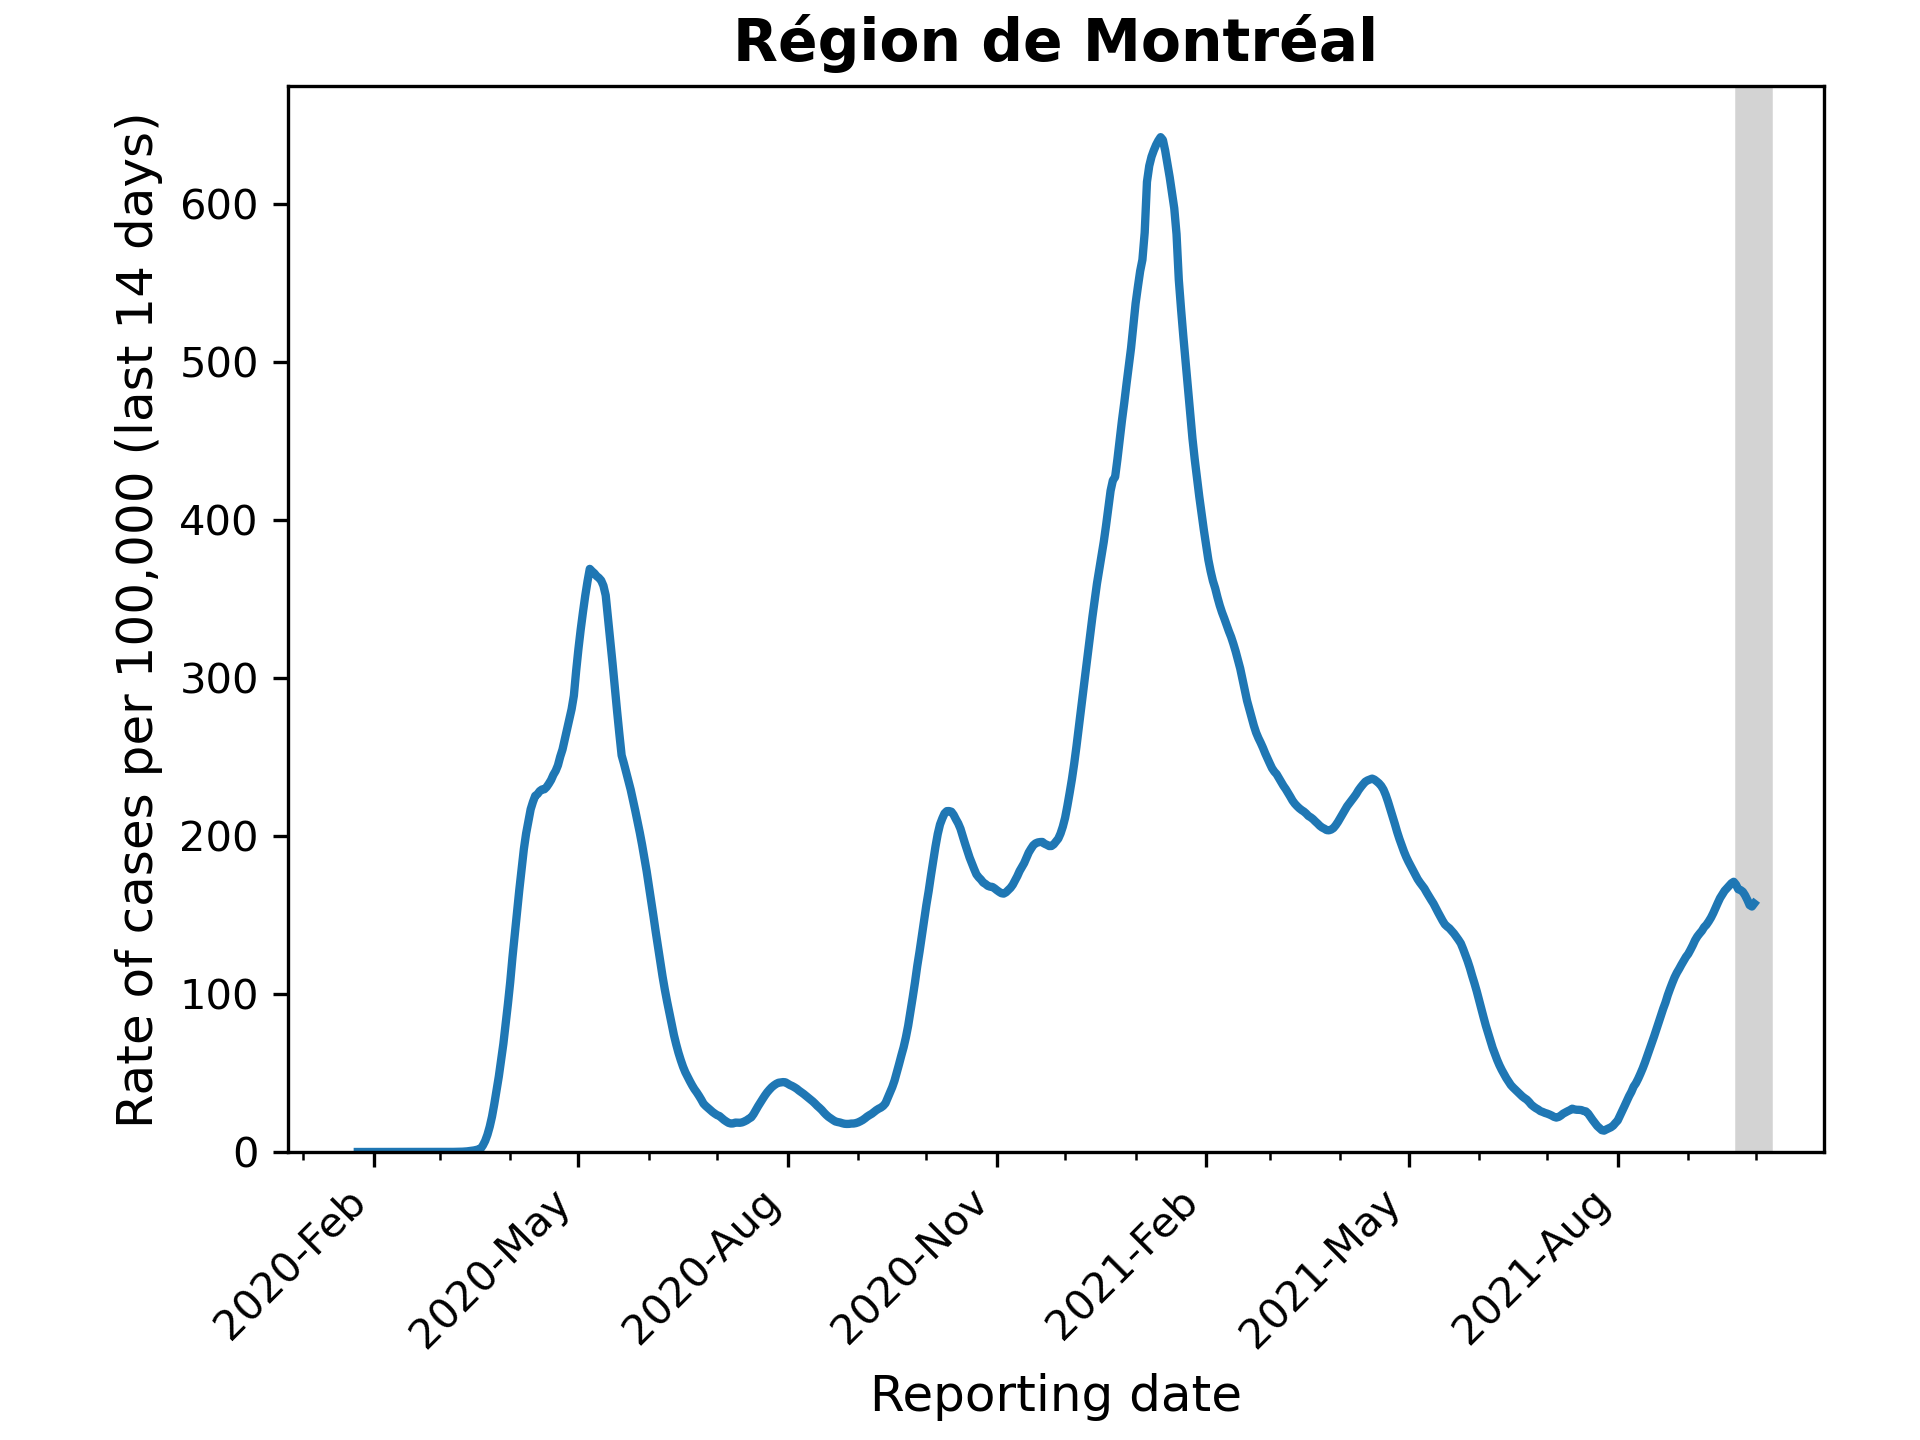 Région de Montréal
Rate of cases per 100,000 (last 14 days)
600
500
400
300
200
100
0
2020-Feb
2020-May
2020-Aug
2020-Nov
2021-Feb
2021-May
2021-Aug
Reporting date